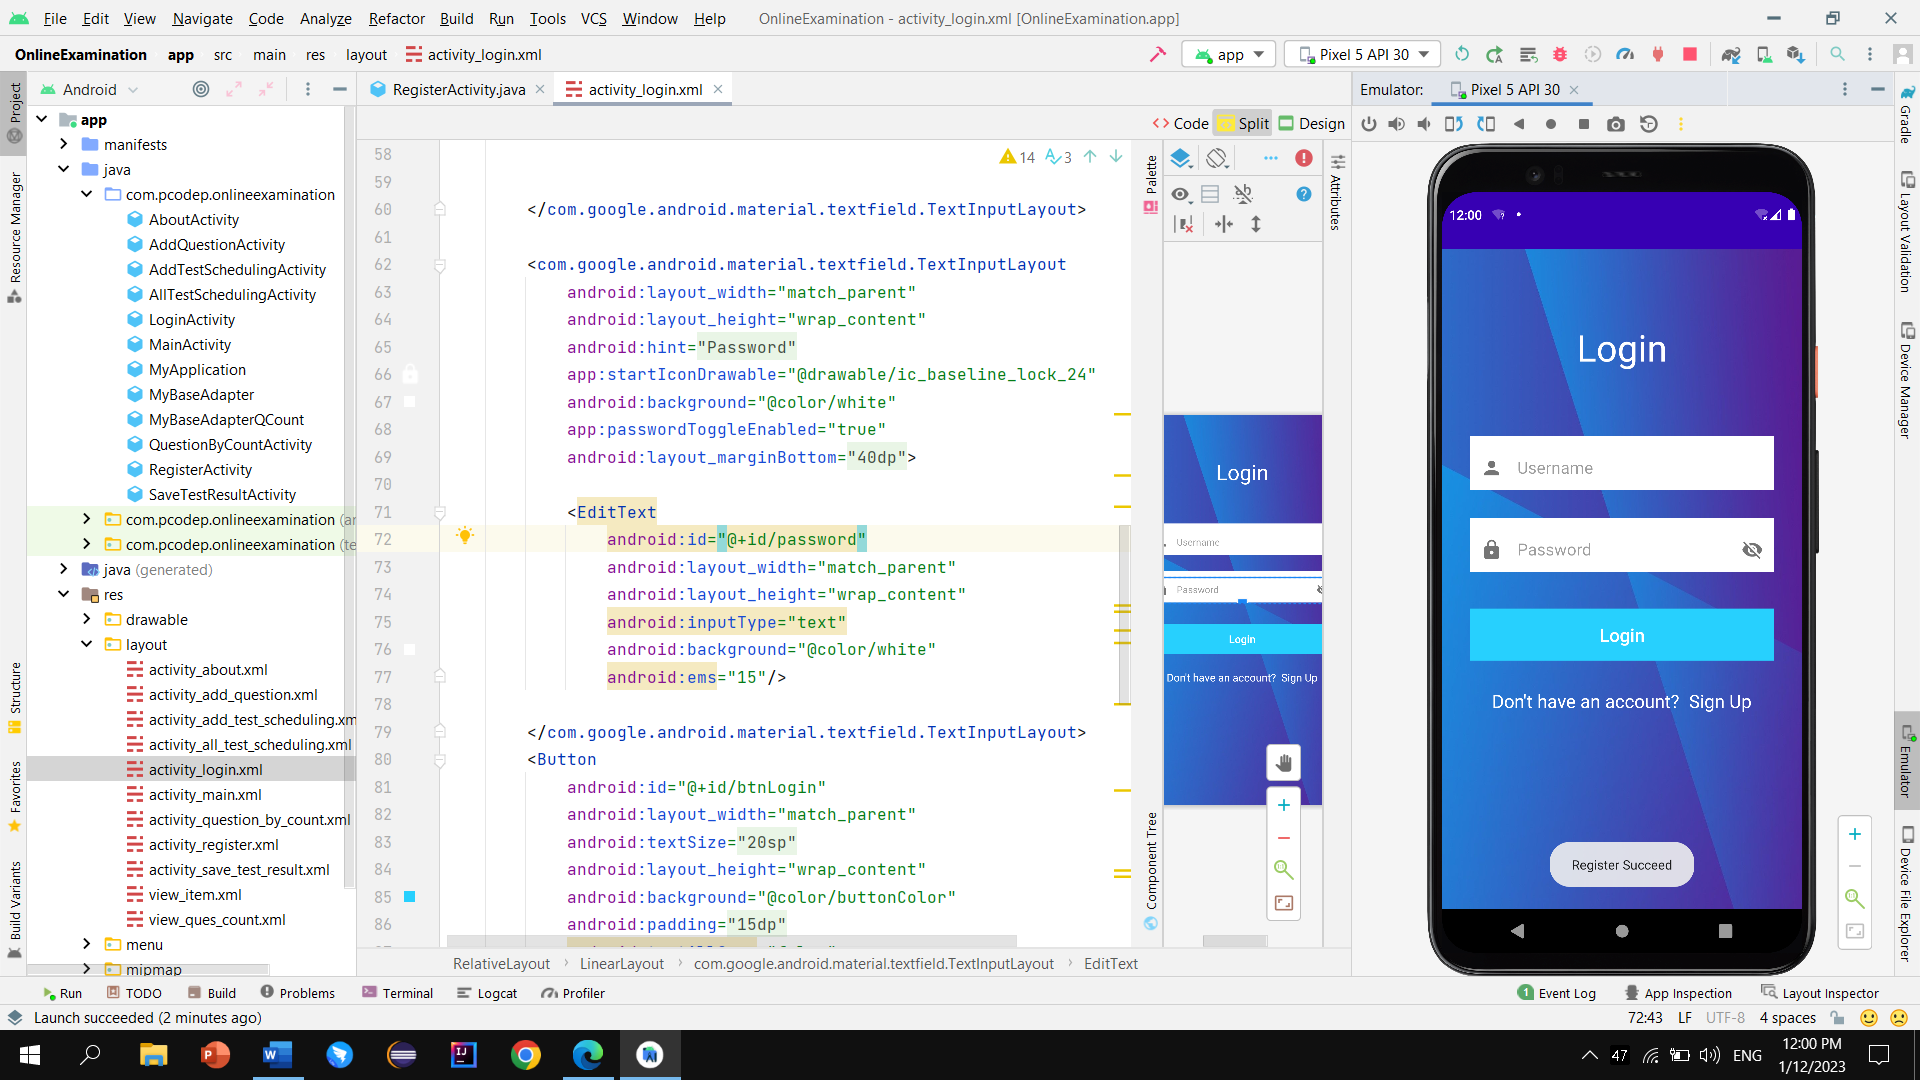 File Edit View Navigate Code Analyze Refactor Build Run Tools VCS Window Help OnlineExamination - activity_login.xml [OnlineExamination.app]
OnlineExamination app src main res layout activity_login.xml app Pixel 5 API 30
Android
RegisterActivity.java activity_login.xml
Emulator: Pixel 5 API 30
Code Split Design
Project
Resource Manager
Structure
Favorites
Build Variants
app
manifests
java
com.pcodep.onlineexamination
AboutActivity
AddQuestionActivity
AddTestSchedulingActivity
AllTestSchedulingActivity
LoginActivity
MainActivity
MyApplication
MyBaseAdapter
MyBaseAdapterQCount
QuestionByCountActivity
RegisterActivity
SaveTestResultActivity
com.pcodep.onlineexamination (ar
com.pcodep.onlineexamination (te
java (generated)
res
drawable
layout
activity_about.xml
activity_add_question.xml
activity_add_test_scheduling.xm
activity_all_test_scheduling.xml
activity_login.xml
activity_main.xml
activity_question_by_count.xml
activity_register.xml
activity_save_test_result.xml
view_item.xml
view_ques_count.xml
menu
mipmap
14 3
58
59
60 </com.google.android.material.textfield.TextInputLayout>
61
62 <com.google.android.material.textfield.TextInputLayout
63 android:layout_width="match_parent"
64 android:layout_height="wrap_content"
65 android:hint="Password"
66 app:startIconDrawable="@drawable/ic_baseline_lock_24"
67 android:background="@color/white"
68 app:passwordToggleEnabled="true"
69 android:layout_marginBottom="40dp">
70
71 <EditText
72 android:id="@+id/password"
73 android:layout_width="match_parent"
74 android:layout_height="wrap_content"
75 android:inputType="text"
76 android:background="@color/white"
77 android:ems="15"/>
78
79 </com.google.android.material.textfield.TextInputLayout>
80 <Button
81 android:id="@+id/btnLogin"
82 android:layout_width="match_parent"
83 android:textSize="20sp"
84 android:layout_height="wrap_content"
85 android:background="@color/buttonColor"
86 android:padding="15dp"
RelativeLayout LinearLayout com.google.android.material.textfield.TextInputLayout EditText
Palette
Component Tree
Attributes
Login
Username
Password
Login
Don't have an account? Sign Up
12:00
Login
Username
Password
Login
Don't have an account? Sign Up
Register Succeed
Gradle
Layout Validation
Device Manager
Emulator
Device File Explorer
Run TODO Build Problems Terminal Logcat Profiler 1 Event Log App Inspection Layout Inspector
Launch succeeded (2 minutes ago) 72:43 LF UTF-8 4 spaces
47 ENG 12:00 PM
1/12/2023